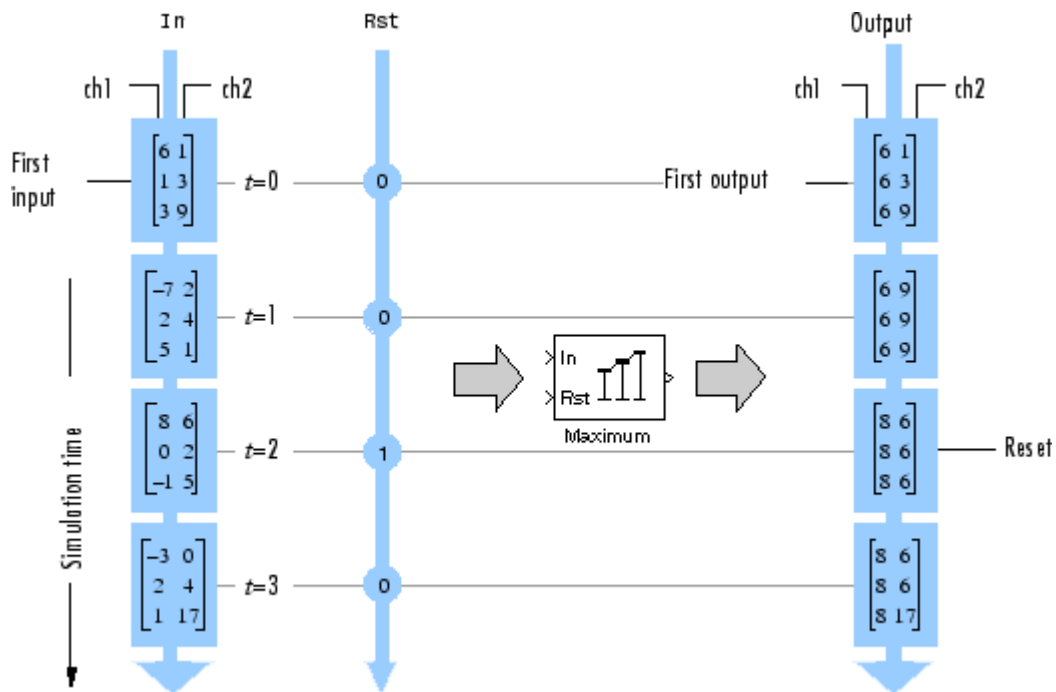 In Rst Output
ch1 ch2 ch1 ch2
First
input
6 1
1 3
3 9
t=0
0
First output
6 1
6 3
6 9
−7 2
2 4
5 1
t=1
0
6 9
6 9
6 9
In
Rst
Maximum
8 6
0 2
−1 5
t=2
1
8 6
8 6
8 6
Reset
Simulation time
−3 0
2 4
1 17
t=3
0
8 6
8 6
8 17